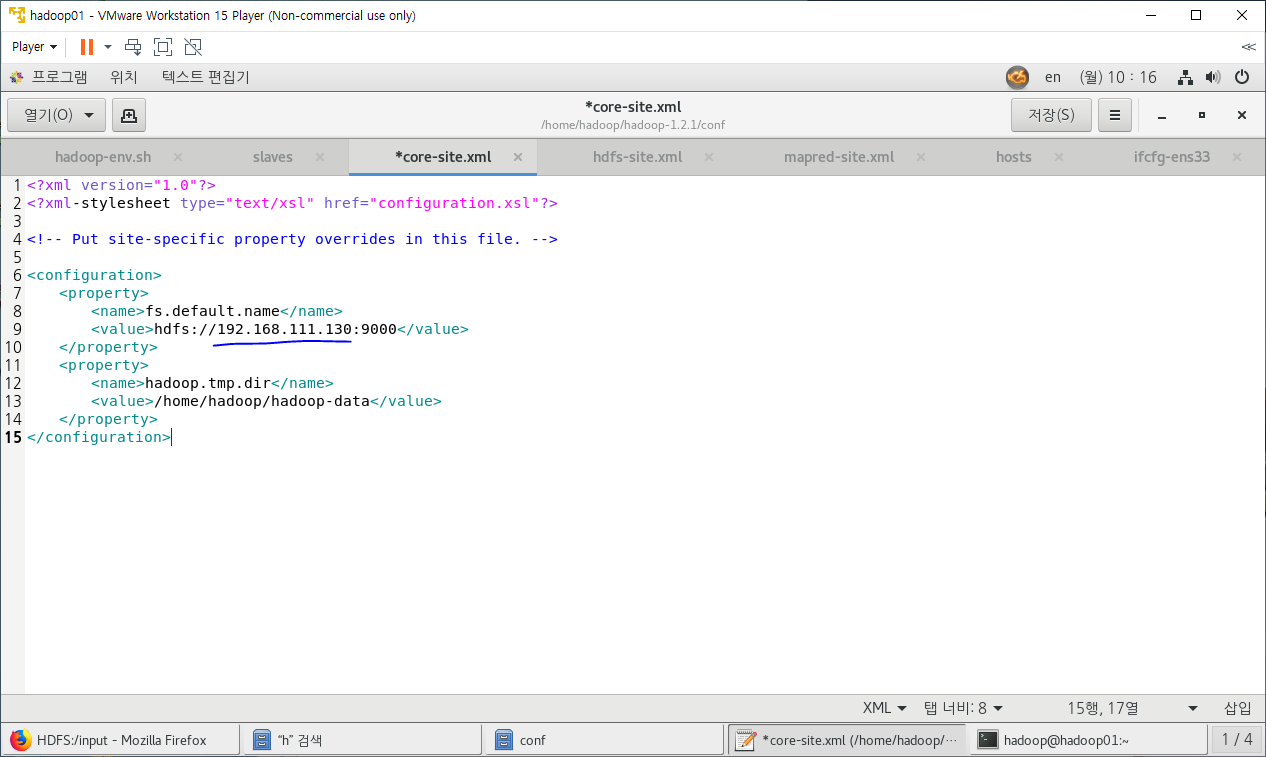 hadoop01 - VMware Workstation 15 Player (Non-commercial use only)
Player
프로그램 위치 텍스트 편집기 en (월) 10 : 16
열기(O) *core-site.xml 저장(S)
/home/hadoop/hadoop-1.2.1/conf
hadoop-env.sh slaves *core-site.xml hdfs-site.xml mapred-site.xml hosts ifcfg-ens33
1 <?xml version="1.0"?>
2 <?xml-stylesheet type="text/xsl" href="configuration.xsl"?>
3
4 <!-- Put site-specific property overrides in this file. -->
5
6 <configuration>
7 <property>
8 <name>fs.default.name</name>
9 <value>hdfs://192.168.111.130:9000</value>
10 </property>
11 <property>
12 <name>hadoop.tmp.dir</name>
13 <value>/home/hadoop/hadoop-data</value>
14 </property>
15 </configuration>
XML 탭 너비: 8 15행, 17열 삽입
HDFS:/input - Mozilla Firefox "h" 검색 conf *core-site.xml (/home/hadoop/… hadoop@hadoop01:~ 1 / 4